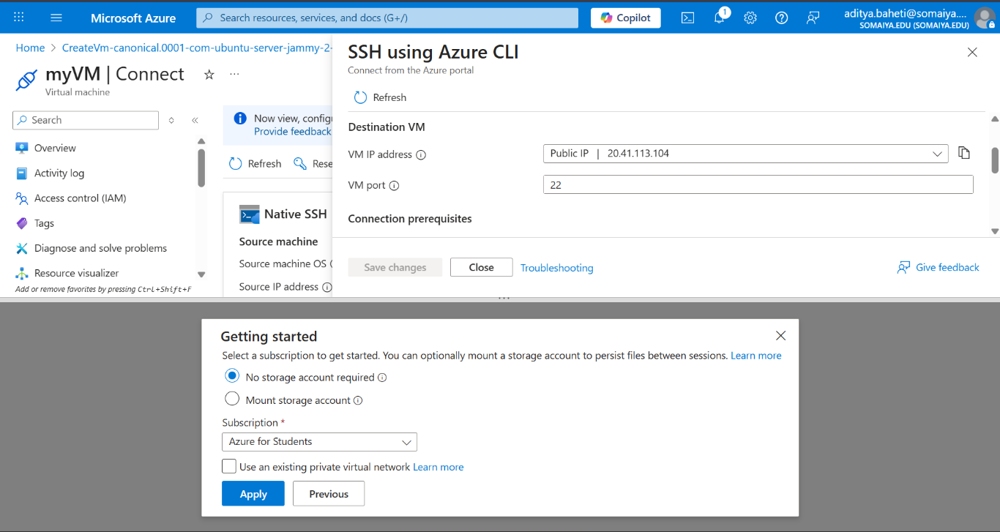 Microsoft Azure
Search resources, services, and docs (G+/)
Copilot
1
aditya.baheti@somaiya....
SOMAIYA.EDU (SOMAIYA.EDU)
Home > CreateVm-canonical.0001-com-ubuntu-server-jammy-2-
myVM | Connect
Virtual machine
Search
Overview
Activity log
Access control (IAM)
Tags
Diagnose and solve problems
Resource visualizer
Add or remove favorites by pressing Ctrl+Shift+F
Now view, configu
Provide feedback
Refresh
Rese
Native SSH
Source machine
Source machine OS
Source IP address
SSH using Azure CLI
Connect from the Azure portal
Refresh
Destination VM
VM IP address
Public IP | 20.41.113.104
VM port
22
Connection prerequisites
Save changes
Close
Troubleshooting
Give feedback
Getting started
Select a subscription to get started. You can optionally mount a storage account to persist files between sessions. Learn more
No storage account required
Mount storage account
Subscription *
Azure for Students
Use an existing private virtual network Learn more
Apply
Previous